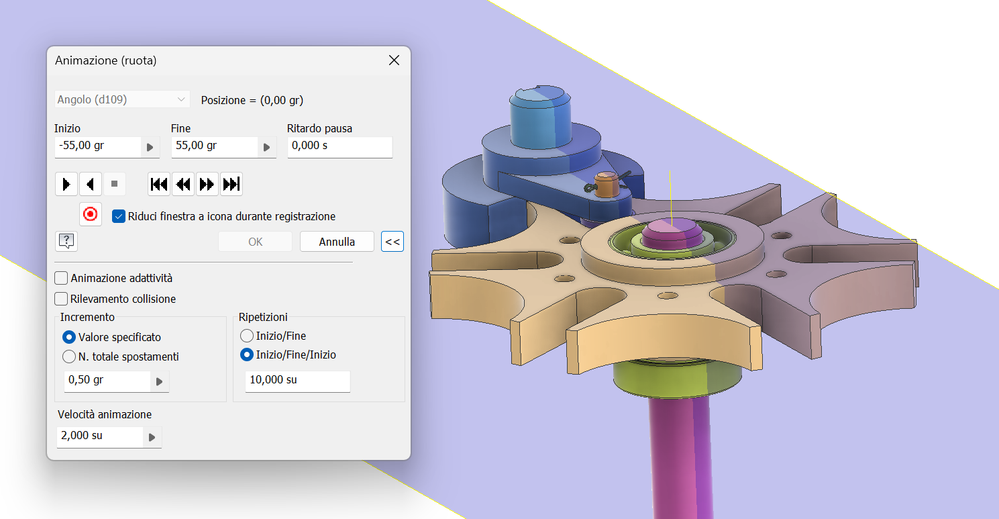 Animazione (ruota)
Angolo (d109)
Posizione = (0,00 gr)
Inizio
Fine
Ritardo pausa
-55,00 gr
55,00 gr
0,000 s
Riduci finestra a icona durante registrazione
?
OK
Annulla
<<
Animazione adattività
Rilevamento collisione
Incremento
Valore specificato
N. totale spostamenti
0,50 gr
Ripetizioni
Inizio/Fine
Inizio/Fine/Inizio
10,000 su
Velocità animazione
2,000 su